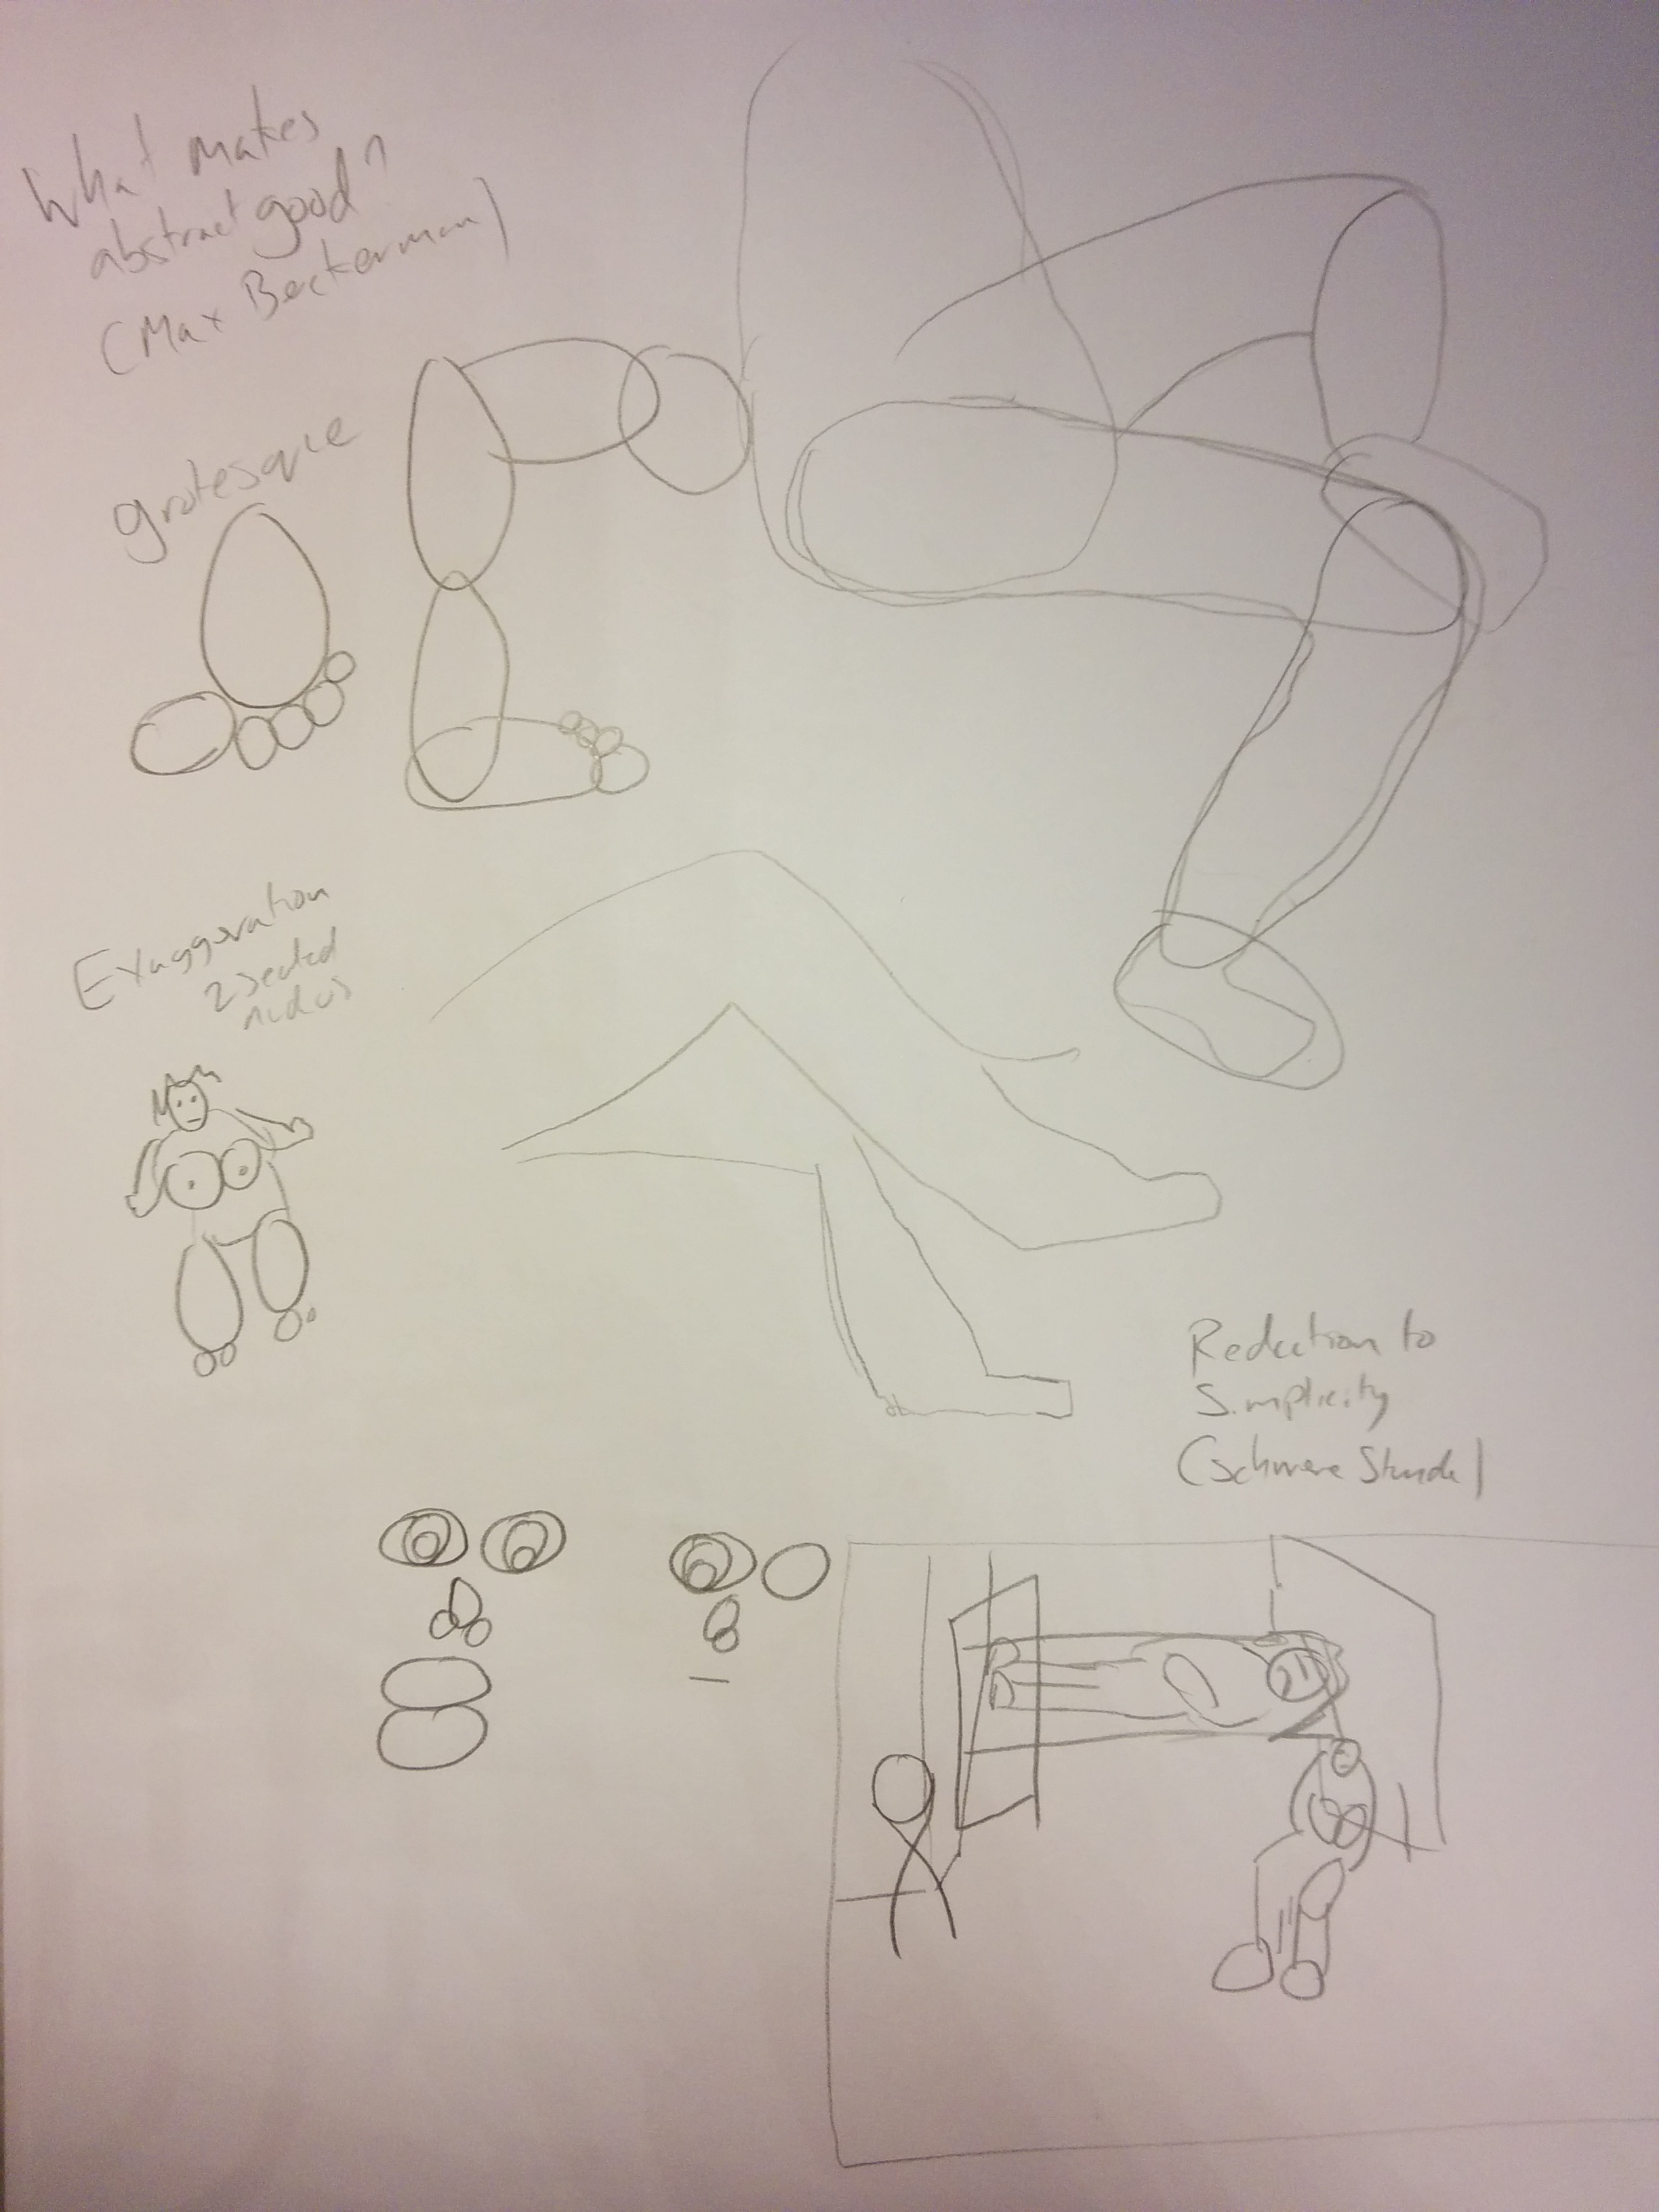 What makes
abstract good?
(Max Beckerman)
grotesque
Exaggeration
2 seated
nudes
Reduction to
Simplicity
(Schwere Stunde)